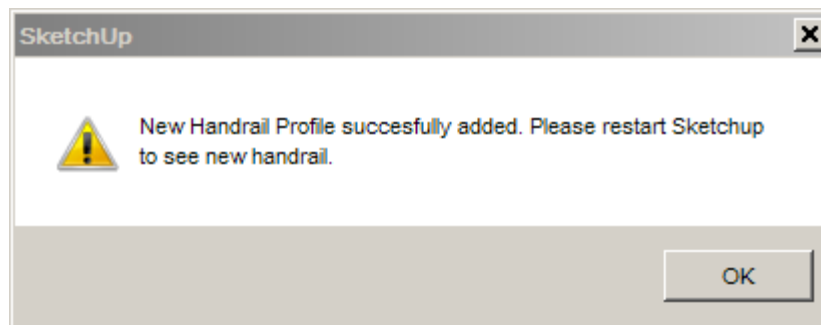 SketchUp
New Handrail Profile succesfully added. Please restart Sketchup
to see new handrail.
OK